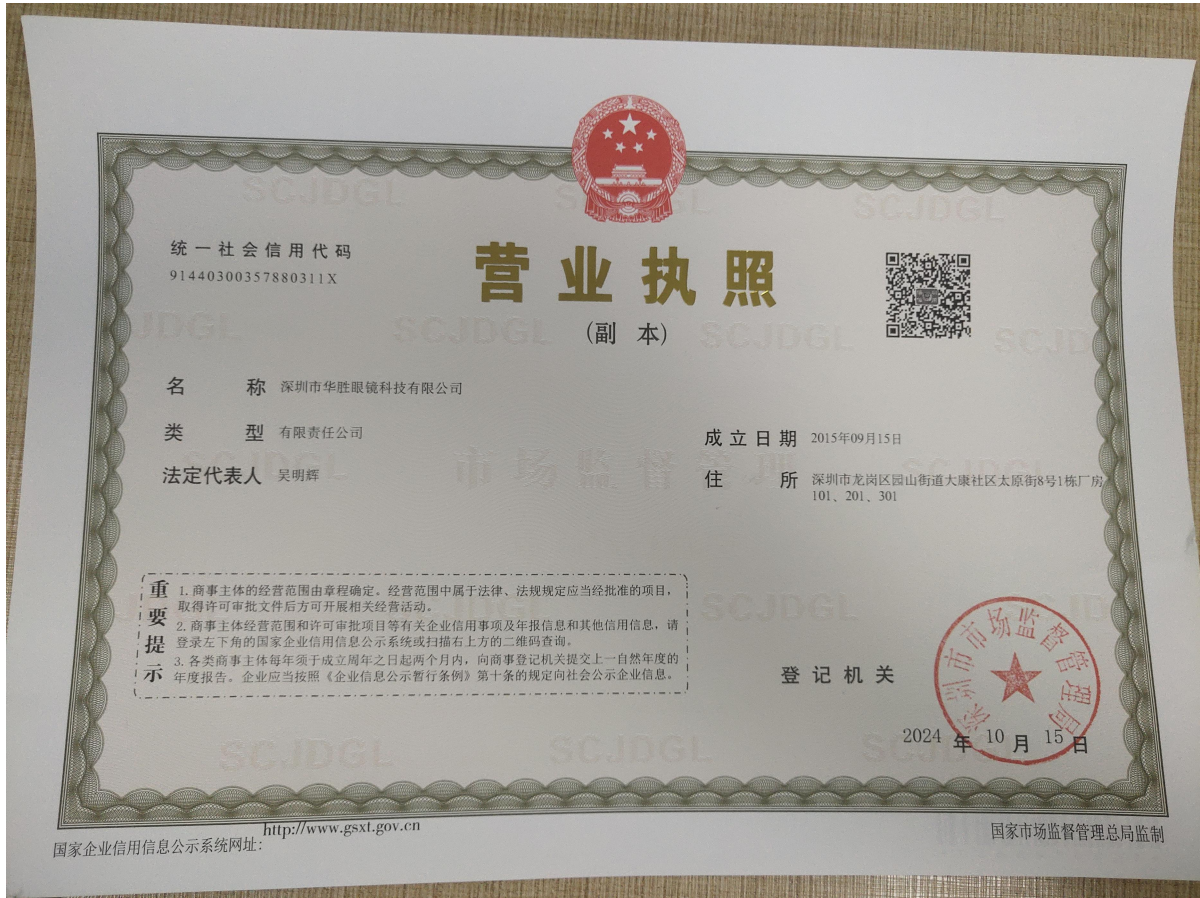 统一社会信用代码
91440300357880311X
营业执照
(副 本)
名 称 深圳市华胜眼镜科技有限公司
类 型 有限责任公司
法定代表人 吴明辉
成立日期 2015年09月15日
住 所 深圳市龙岗区园山街道大康社区太原街8号1栋厂房
101、201、301
重要提示
1. 商事主体的经营范围由章程确定。经营范围中属于法律、法规规定应当经批准的项目，
取得许可审批文件后方可开展相关经营活动。
2. 商事主体经营范围和许可审批项目等有关企业信用事项及年报信息和其他信用信息，请
登录左下角的国家企业信用信息公示系统或扫描右上方的二维码查询。
3. 各类商事主体每年须于成立周年之日起两个月内，向商事登记机关提交上一自然年度的
年度报告。企业应当按照《企业信息公示暂行条例》第十条的规定向社会公示企业信息。
登记机关
深圳市市场监督管理局
2024 年 10 月 15 日
国家企业信用信息公示系统网址：http://www.gsxt.gov.cn
国家市场监督管理总局监制
SCJDGL
SCJDGL
SCJDGL
SCJDGL
SCJDGL
市场监督管理
SCJDGL
SCJDGL
SCJDGL